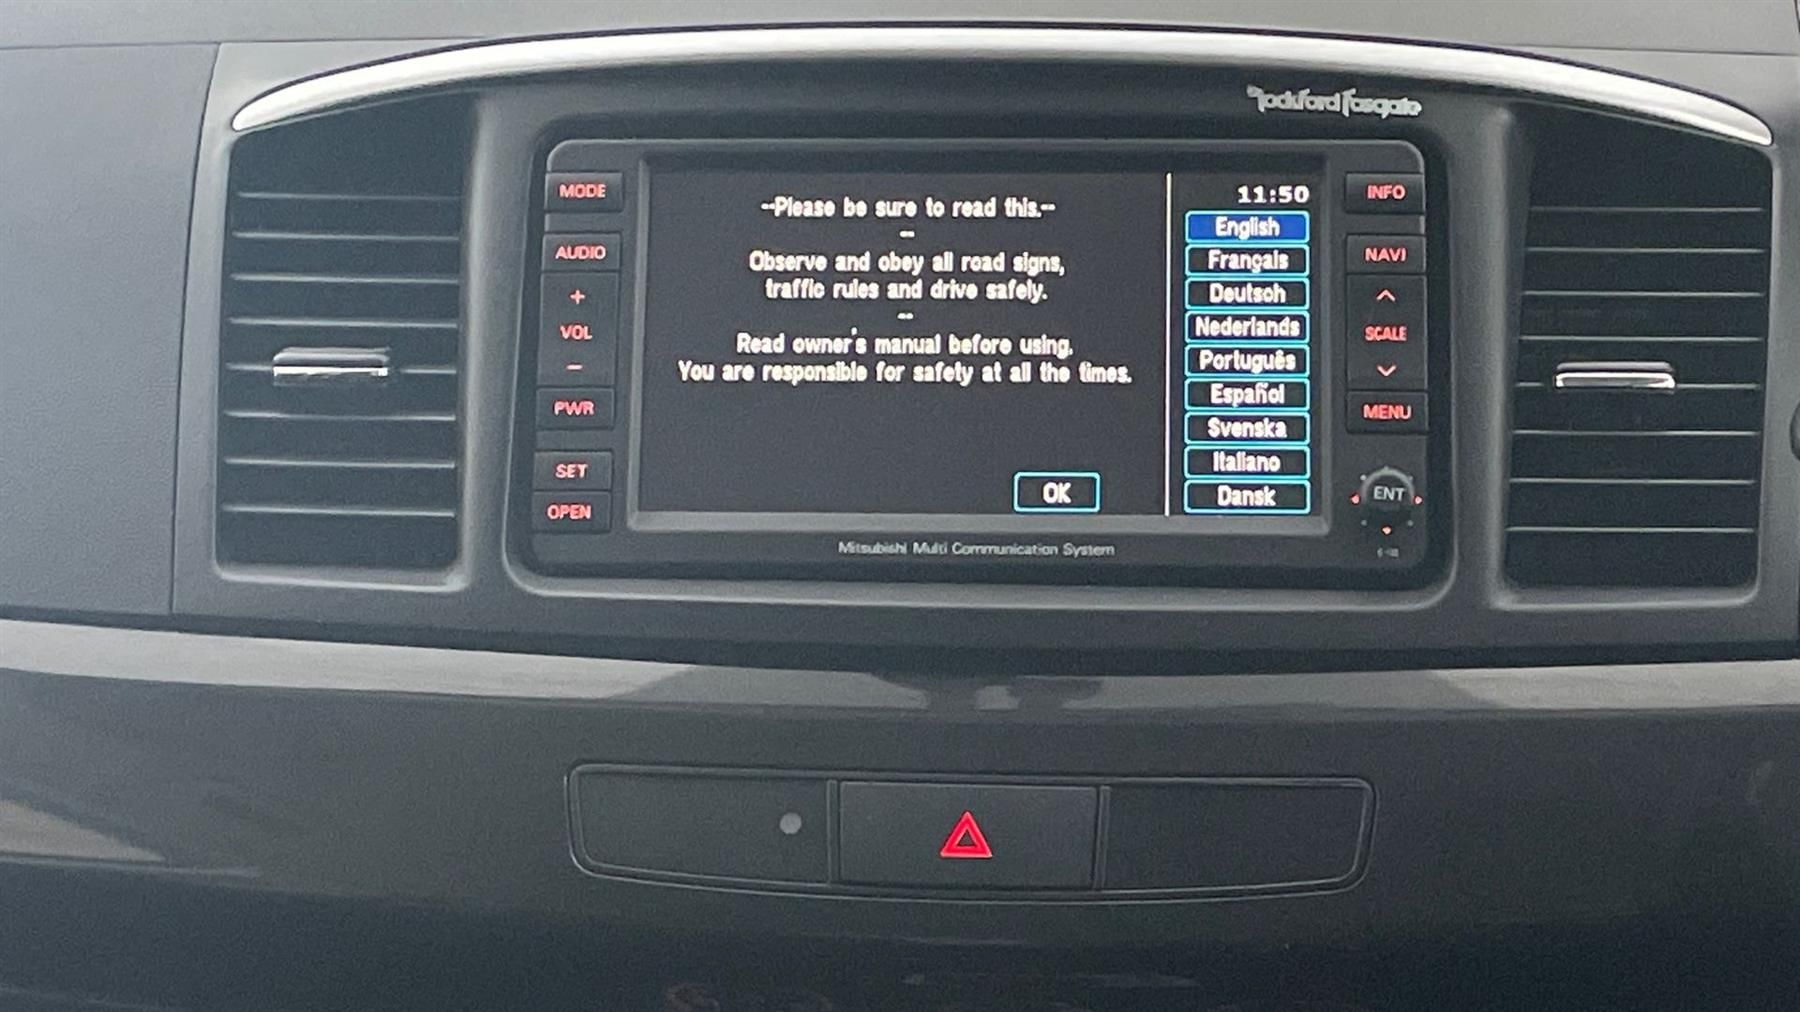 Rockford Fosgate
MODE
AUDIO
+
VOL
-
PWR
SET
OPEN
--Please be sure to read this.--
--
Observe and obey all road signs,
traffic rules and drive safely.
--
Read owner's manual before using.
You are responsible for safety at all the times.
OK
11:50
English
Français
Deutsch
Nederlands
Português
Español
Svenska
Italiano
Dansk
INFO
NAVI
SCALE
MENU
ENT
Mitsubishi Multi Communication System